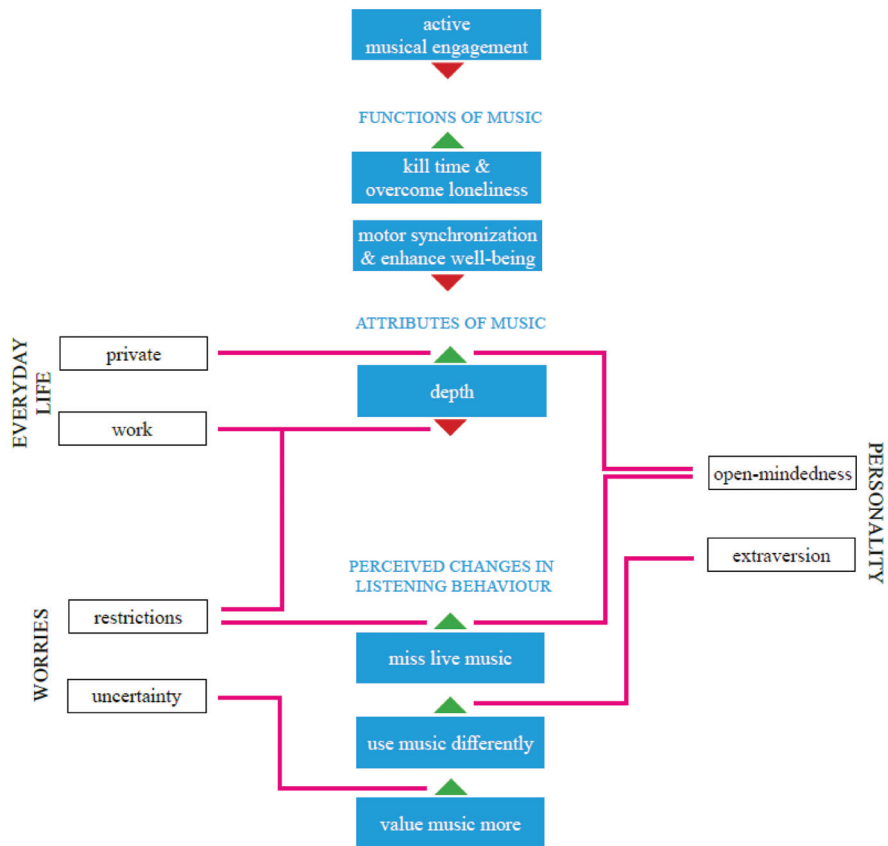 active
musical engagement
FUNCTIONS OF MUSIC
kill time &
overcome loneliness
motor synchronization
& enhance well-being
ATTRIBUTES OF MUSIC
EVERYDAY
LIFE
private
depth
work
open-mindedness
PERSONALITY
extraversion
PERCEIVED CHANGES IN
LISTENING BEHAVIOUR
WORRIES
restrictions
miss live music
uncertainty
use music differently
value music more